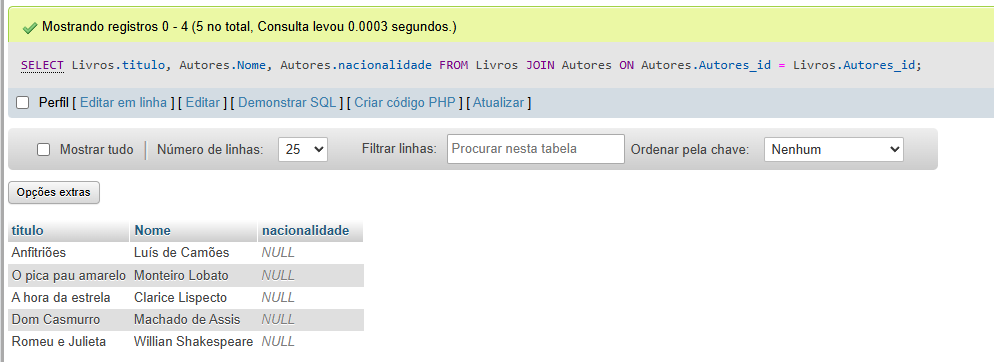 Mostrando registros 0 - 4 (5 no total, Consulta levou 0.0003 segundos.)
SELECT Livros.titulo, Autores.Nome, Autores.nacionalidade FROM Livros JOIN Autores ON Autores.Autores_id = Livros.Autores_id;
Perfil [ Editar em linha ] [ Editar ] [ Demonstrar SQL ] [ Criar código PHP ] [ Atualizar ]
Mostrar tudo Número de linhas: 25 Filtrar linhas: Procurar nesta tabela Ordenar pela chave: Nenhum
Opções extras
titulo Nome nacionalidade
Anfitriões Luís de Camões NULL
O pica pau amarelo Monteiro Lobato NULL
A hora da estrela Clarice Lispecto NULL
Dom Casmurro Machado de Assis NULL
Romeu e Julieta Willian Shakespeare NULL